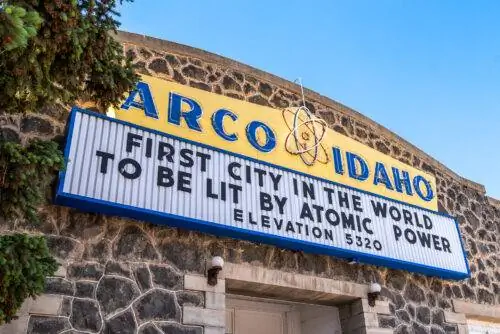 ARCO IDAHO
FIRST CITY IN THE WORLD
TO BE LIT BY ATOMIC POWER
ELEVATION 5320